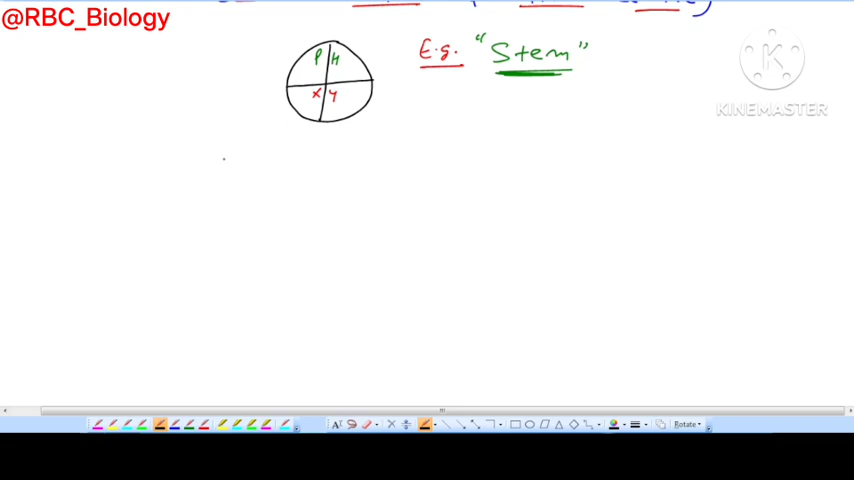 @RBC_Biology
E.g. "Stem"
P H
X Y
KINEMASTER
Rotate